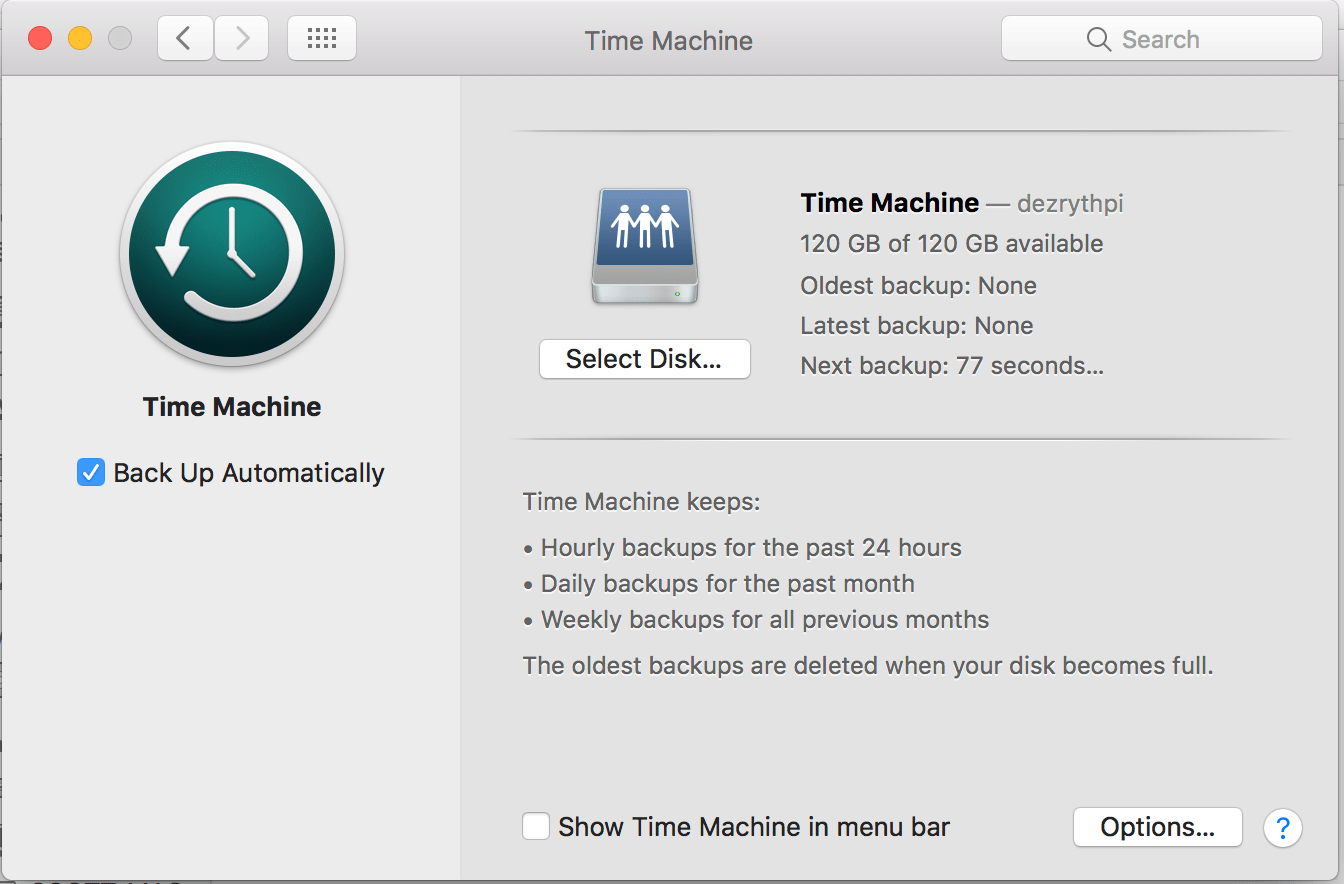 Time Machine
Search
Time Machine
Back Up Automatically
Select Disk...
Time Machine — dezrythpi
120 GB of 120 GB available
Oldest backup: None
Latest backup: None
Next backup: 77 seconds...
Time Machine keeps:
• Hourly backups for the past 24 hours
• Daily backups for the past month
• Weekly backups for all previous months
The oldest backups are deleted when your disk becomes full.
Show Time Machine in menu bar
Options...
?